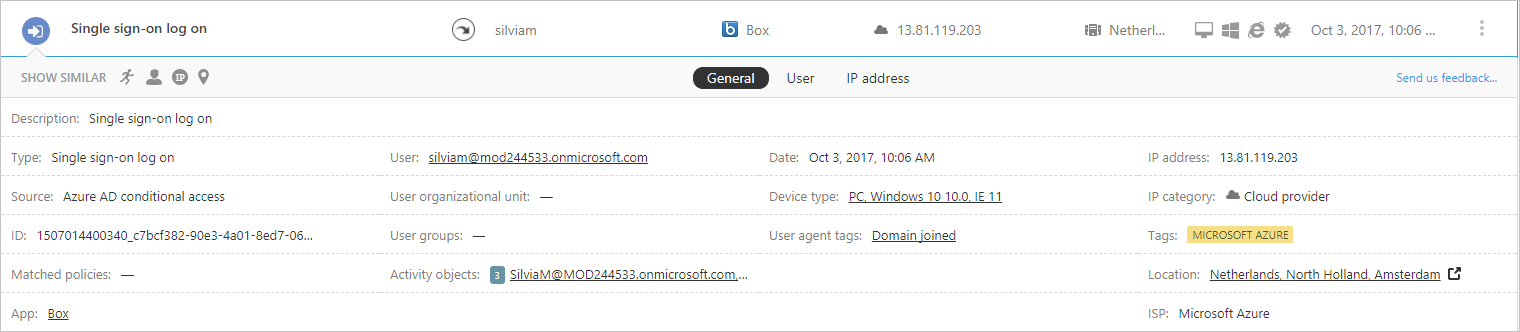 Single sign-on log on silviam Box 13.81.119.203 Netherl... Oct 3, 2017, 10:06 ...
SHOW SIMILAR IP General User IP address Send us feedback...
Description: Single sign-on log on
Type: Single sign-on log on User: silviam@mod244533.onmicrosoft.com Date: Oct 3, 2017, 10:06 AM IP address: 13.81.119.203
Source: Azure AD conditional access User organizational unit: — Device type: PC, Windows 10 10.0, IE 11 IP category: Cloud provider
ID: 1507014400340_c7bcf382-90e3-4a01-8ed7-06... User groups: — User agent tags: Domain joined Tags: MICROSOFT AZURE
Matched policies: — Activity objects: 3 SilviaM@MOD244533.onmicrosoft.com,... Location: Netherlands, North Holland, Amsterdam
App: Box ISP: Microsoft Azure